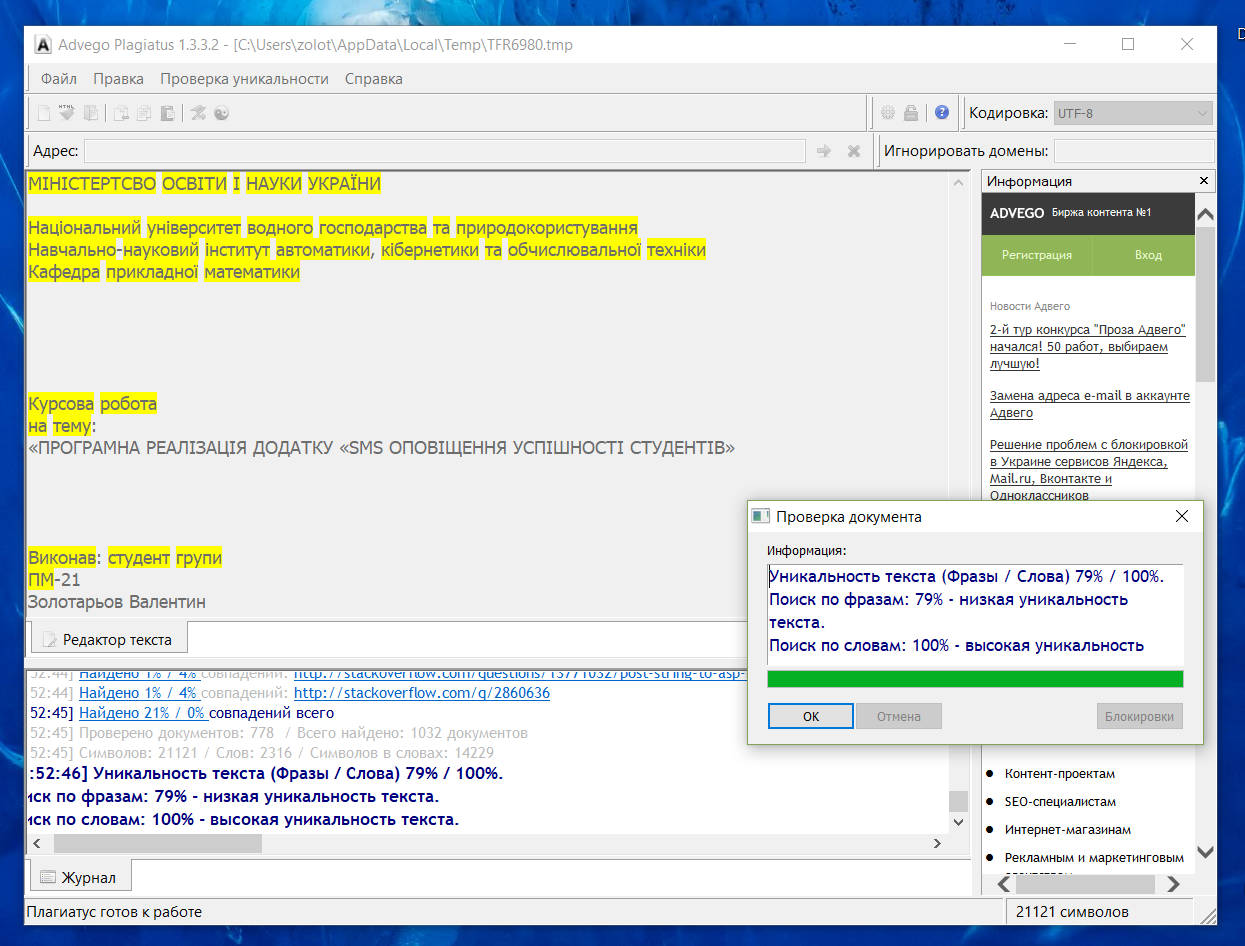 Advego Plagiatus 1.3.3.2 - [C:\Users\zolot\AppData\Local\Temp\TFR6980.tmp
Файл Правка Проверка уникальности Справка
HTML
Кодировка: UTF-8
Адрес:
Игнорировать домены:
МІНІСТЕРТСВО ОСВІТИ І НАУКИ УКРАЇНИ
Національний університет водного господарства та природокористування
Навчально-науковий інститут автоматики, кібернетики та обчислювальної техніки
Кафедра прикладної математики
Курсова робота
на тему:
«ПРОГРАМНА РЕАЛІЗАЦІЯ ДОДАТКУ «SMS ОПОВІЩЕННЯ УСПІШНОСТІ СТУДЕНТІВ»
Виконав: студент групи
ПМ-21
Золотарьов Валентин
Редактор текста
52:44] Найдено 1% / 4% совпадений: http://stackoverflow.com/questions/13771032/post-string-to-asp-
52:44] Найдено 1% / 4% совпадений: http://stackoverflow.com/q/2860636
52:45] Найдено 21% / 0% совпадений всего
52:45] Проверено документов: 778 / Всего найдено: 1032 документов
52:45] Символов: 21121 / Слов: 2316 / Символов в словах: 14229
:52:46] Уникальность текста (Фразы / Слова) 79% / 100%.
иск по фразам: 79% - низкая уникальность текста.
иск по словам: 100% - высокая уникальность текста.
Журнал
Плагиатус готов к работе
21121 символов
Информация
ADVEGO Биржа контента №1
Регистрация Вход
Новости Адвего
2-й тур конкурса "Проза Адвего"
начался! 50 работ, выбираем
лучшую!
Замена адреса e-mail в аккаунте
Адвего
Решение проблем с блокировкой
в Украине сервисов Яндекса,
Mail.ru, Вконтакте и
Одноклассников
Проверка документа
Информация:
Уникальность текста (Фразы / Слова) 79% / 100%.
Поиск по фразам: 79% - низкая уникальность
текста.
Поиск по словам: 100% - высокая уникальность
ОК Отмена Блокировки
Контент-проектам
SEO-специалистам
Интернет-магазинам
Рекламным и маркетинговым